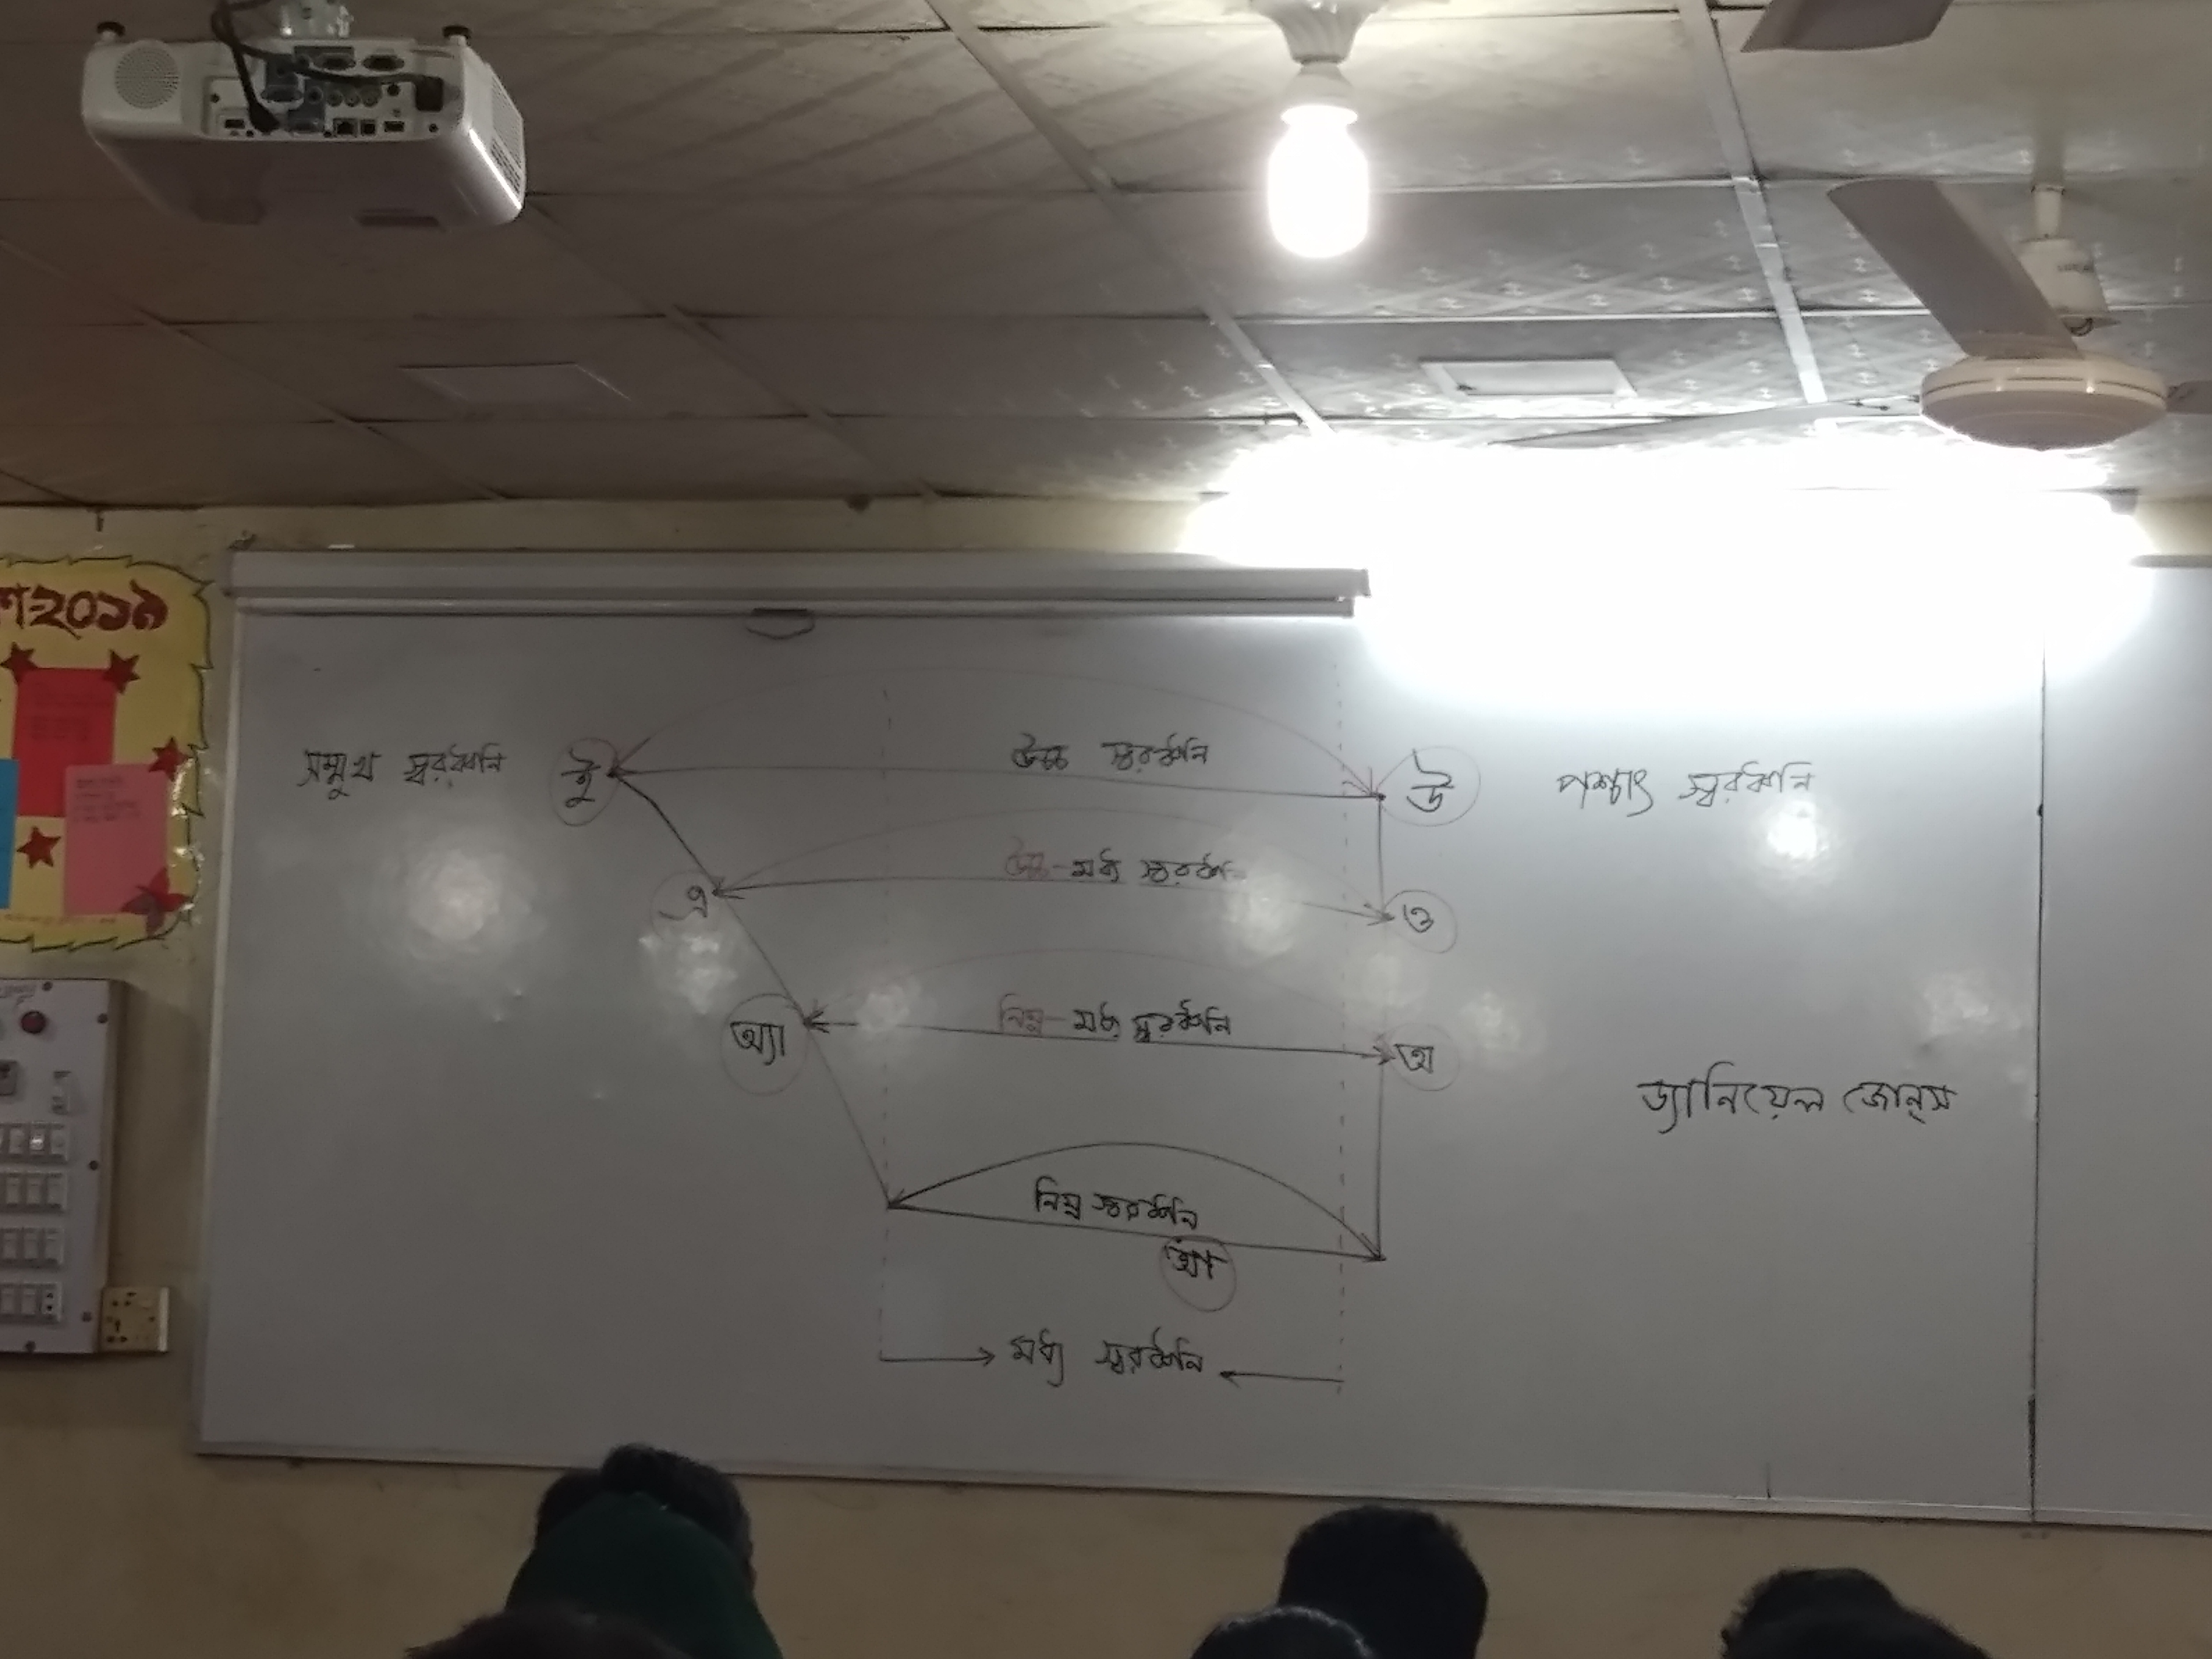 ২০১৯
সম্মুখ স্বরধ্বনি ই উচ্চ স্বরধ্বনি উ পশ্চাৎ স্বরধ্বনি
এ উচ্চ-মধ্য স্বরধ্বনি ও
অ্যা নিম্ন-মধ্য স্বরধ্বনি অ
ড্যানিয়েল জোন্স
নিম্ন স্বরধ্বনি
আ
মধ্য স্বরধ্বনি